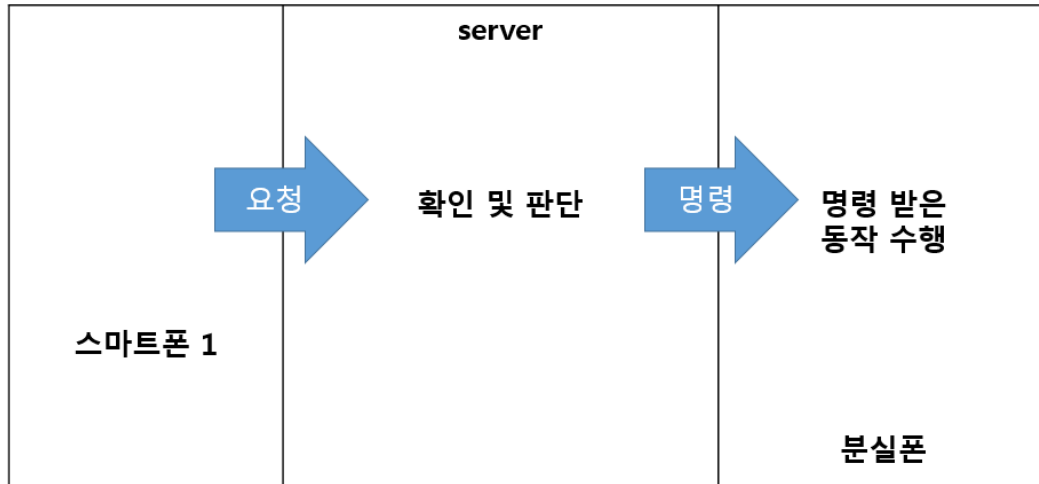 server
요청
확인 및 판단
명령
명령 받은
동작 수행
스마트폰 1
분실폰